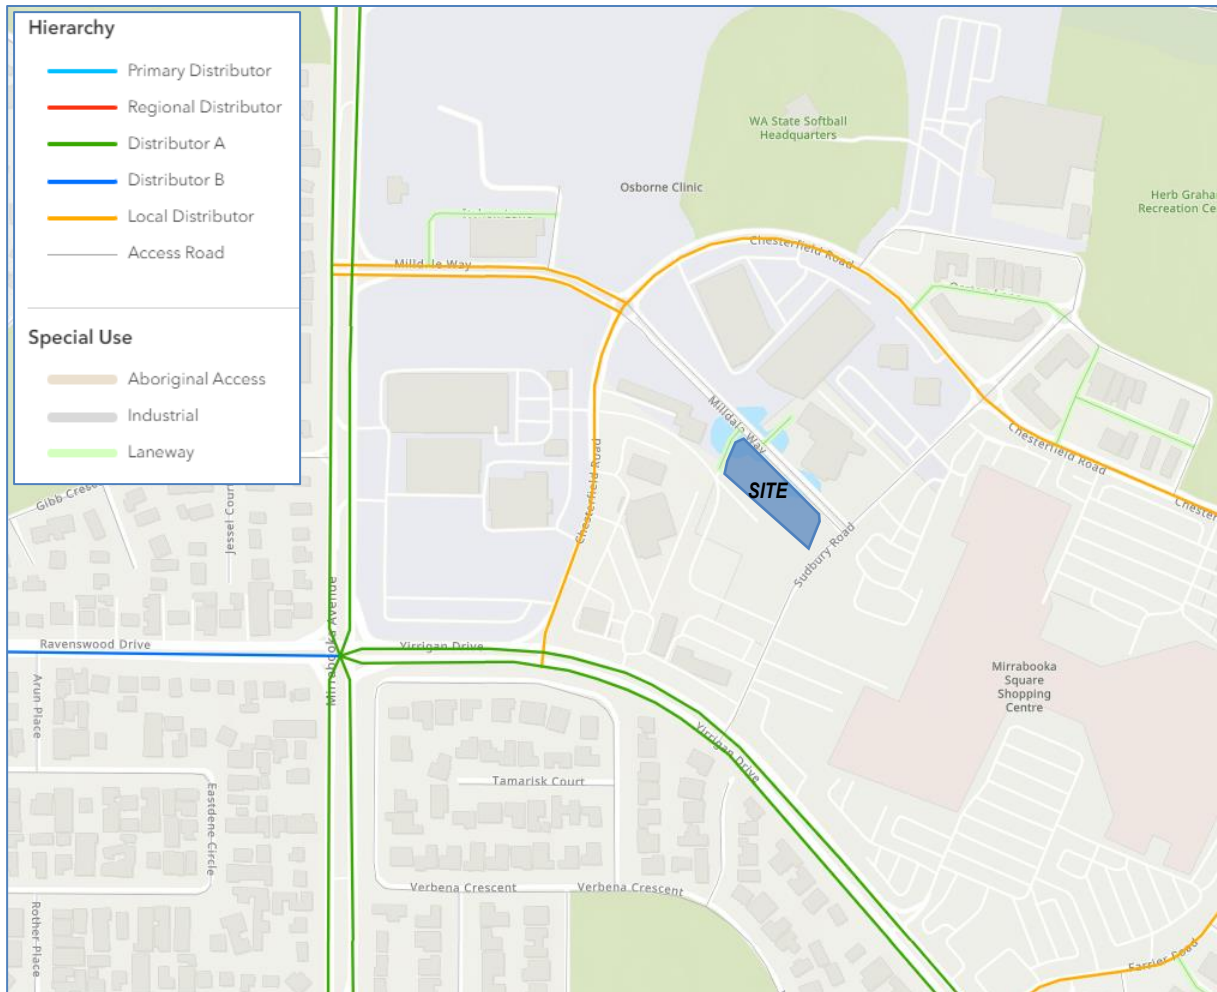 Hierarchy
Primary Distributor
Regional Distributor
Distributor A
Distributor B
Local Distributor
Access Road
Special Use
Aboriginal Access
Industrial
Laneway
WA State Softball
Headquarters
Osborne Clinic
Herb Graha
Recreation Ce
Chesterfield Road
Milldale Way
Milldale Way
SITE
Chesterfield Road
Chesterfield Road
Chester
Sudbury Road
Gibb Cresc
Jessel Court
Mirrabooka Avenue
Ravenswood Drive
Yirrigan Drive
Mirrabooka
Square
Shopping
Centre
Arun Place
Yirrigan Drive
Tamarisk Court
Eastdene Circle
Verbena Crescent
Verbena Crescent
Rother Place
Farrier Road